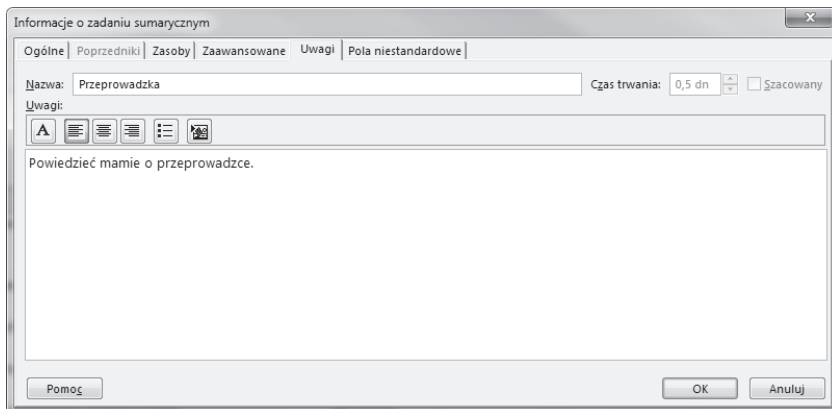 Informacje o zadaniu sumarycznym
Ogólne Poprzedniki Zasoby Zaawansowane Uwagi Pola niestandardowe
Nazwa: Przeprowadzka Czas trwania: 0,5 dn Szacowany
Uwagi:
A
Powiedzieć mamie o przeprowadzce.
Pomoc OK Anuluj